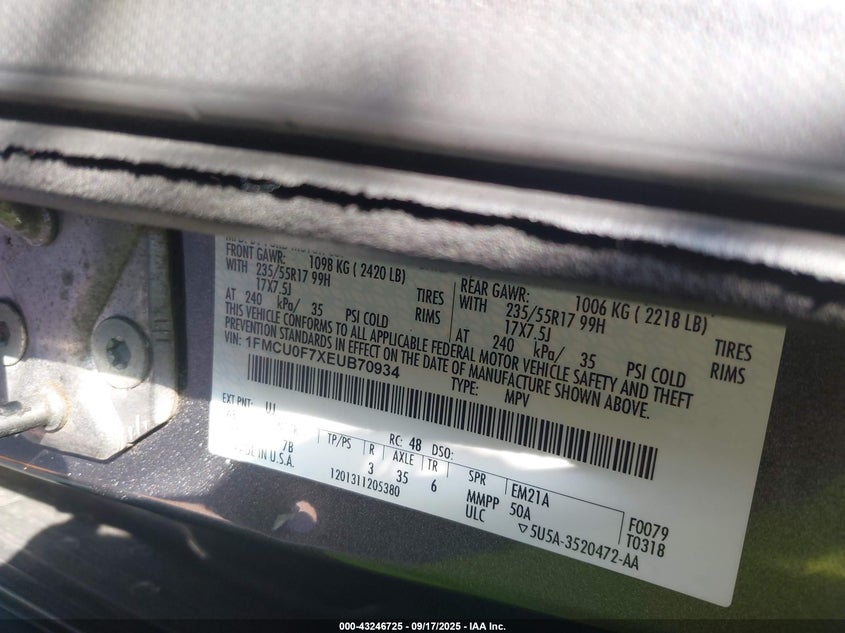 FRONT GAWR: 1098 KG ( 2420 LB)
WITH 235/55R17 99H TIRES
17X7.5J RIMS
AT 240 kPa/ 35 PSI COLD
REAR GAWR: 1006 KG ( 2218 LB)
WITH 235/55R17 99H TIRES
17X7.5J RIMS
AT 240 kPa/ 35 PSI COLD
THIS VEHICLE CONFORMS TO ALL APPLICABLE FEDERAL MOTOR VEHICLE SAFETY AND THEFT
PREVENTION STANDARDS IN EFFECT ON THE DATE OF MANUFACTURE SHOWN ABOVE.
VIN: 1FMCU0F7XEUB70934
TYPE: MPV
EXT PNT: UJ
RC: 48 DSO:
TP/PS R AXLE TR SPR EM21A F0079
7B 3 35 6 MMPP 50A T0318
IN U.S.A. 1201311205380 ULC 5U5A-3520472-AA
000-43246725 - 09/17/2025 - IAA Inc.